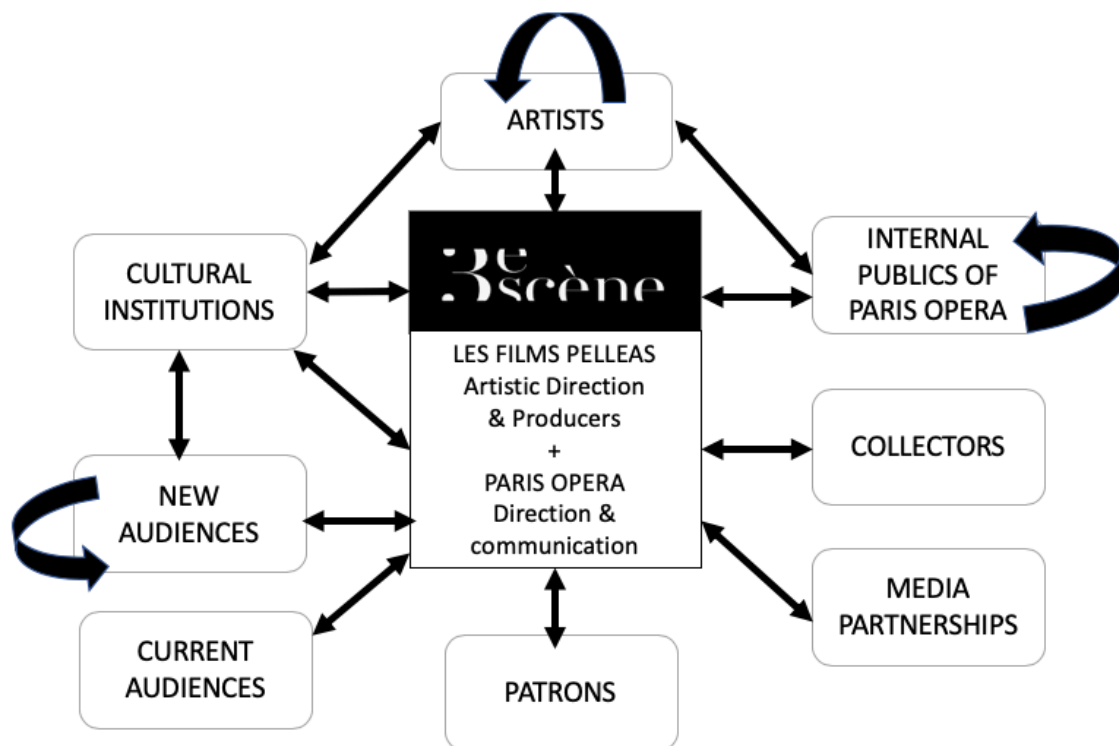 ARTISTS
CULTURAL
INSTITUTIONS
3e
scène
INTERNAL
PUBLICS OF
PARIS OPERA
LES FILMS PELLEAS
Artistic Direction
& Producers
+
PARIS OPERA
Direction &
communication
COLLECTORS
NEW
AUDIENCES
MEDIA
PARTNERSHIPS
CURRENT
AUDIENCES
PATRONS